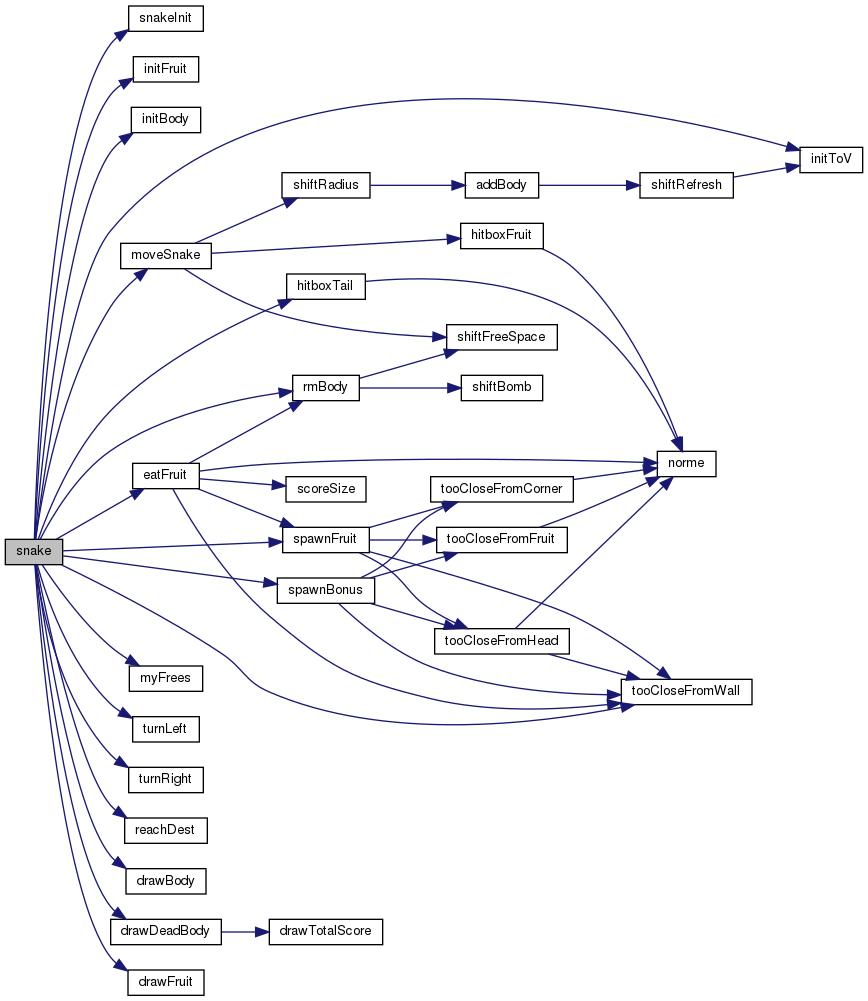 snakeInit
initFruit
initBody
initToV
shiftRadius
addBody
shiftRefresh
hitboxFruit
moveSnake
hitboxTail
shiftFreeSpace
rmBody
shiftBomb
norme
eatFruit
scoreSize
tooCloseFromCorner
spawnFruit
tooCloseFromFruit
snake
spawnBonus
tooCloseFromHead
myFrees
tooCloseFromWall
turnLeft
turnRight
reachDest
drawBody
drawDeadBody
drawTotalScore
drawFruit